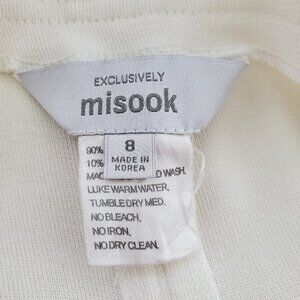 EXCLUSIVELY
misook
8
MADE IN
KOREA
90%
10%
WASH.
LUKE WARM WATER.
TUMBLE DRY MED.
NO BLEACH.
NO IRON.
NO DRY CLEAN.